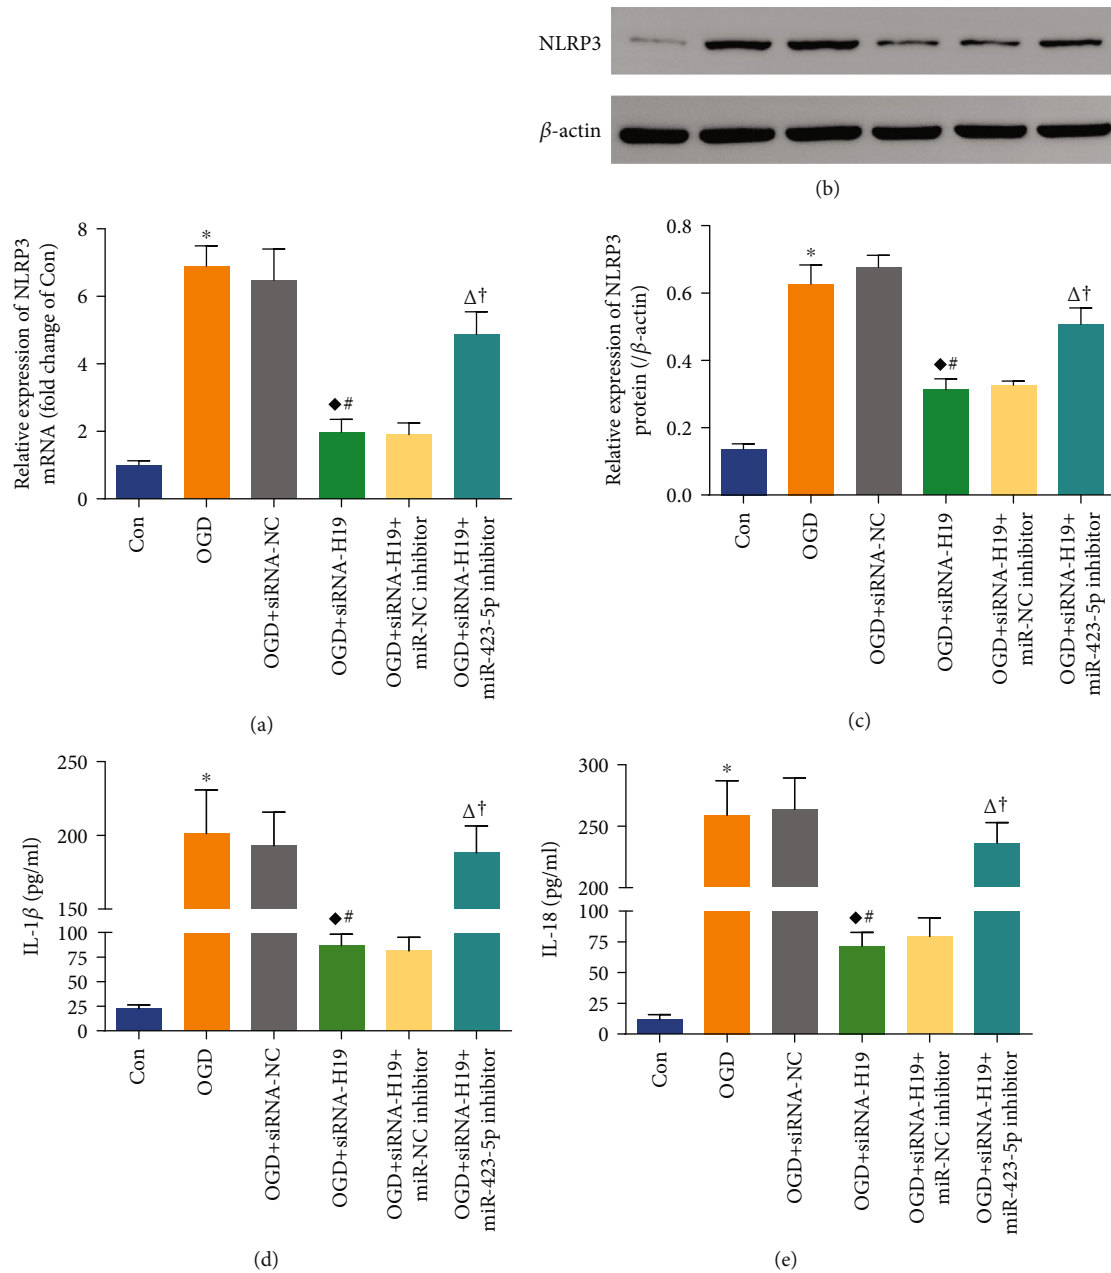 NLRP3
β-actin
(b)
Relative expression of NLRP3
mRNA (fold change of Con)
8
6
4
2
0
*
◆#
Δ†
Con
OGD
OGD+siRNA-NC
OGD+siRNA-H19
OGD+siRNA-H19+
miR-NC inhibitor
OGD+siRNA-H19+
miR-423-5p inhibitor
(a)
Relative expression of NLRP3
protein (/β-actin)
0.8
0.6
0.4
0.2
0.0
*
◆#
Δ†
Con
OGD
OGD+siRNA-NC
OGD+siRNA-H19
OGD+siRNA-H19+
miR-NC inhibitor
OGD+siRNA-H19+
miR-423-5p inhibitor
(c)
IL-1β (pg/ml)
250
200
150
100
75
50
25
0
*
◆#
Δ†
Con
OGD
OGD+siRNA-NC
OGD+siRNA-H19
OGD+siRNA-H19+
miR-NC inhibitor
OGD+siRNA-H19+
miR-423-5p inhibitor
(d)
IL-18 (pg/ml)
300
250
200
100
75
50
25
0
*
◆#
Δ†
Con
OGD
OGD+siRNA-NC
OGD+siRNA-H19
OGD+siRNA-H19+
miR-NC inhibitor
OGD+siRNA-H19+
miR-423-5p inhibitor
(e)